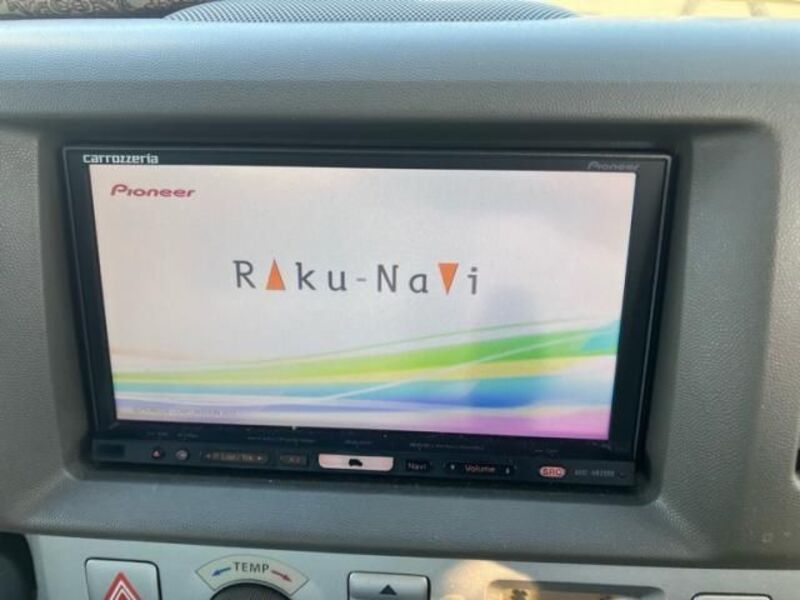 carrozzeria
Pioneer
Pioneer
Raku-Navi
Navi
Volume
SRC
TEMP